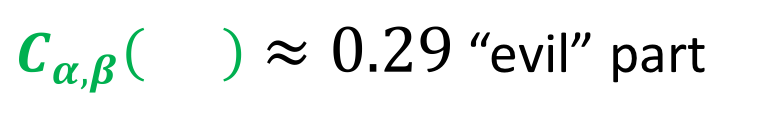 C_{α,β}( ) ≈ 0.29 “evil” part